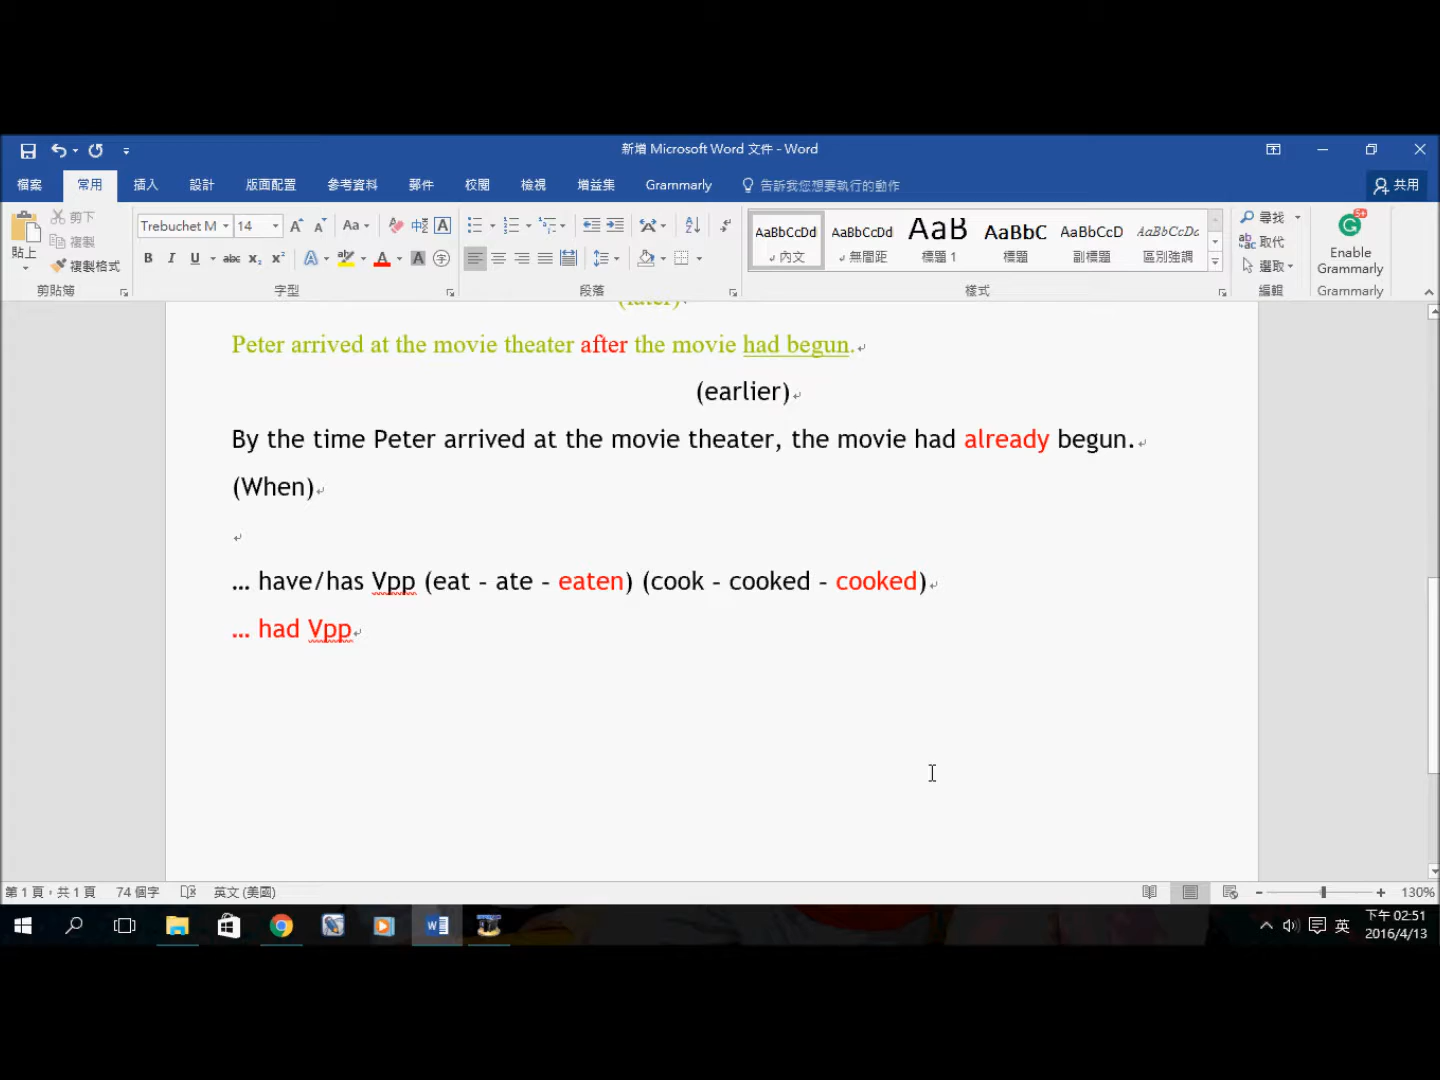 新增 Microsoft Word 文件 - Word
檔案 常用 插入 設計 版面配置 參考資料 郵件 校閱 檢視 增益集 Grammarly 告訴我您想要執行的動作 共用
貼上 剪下 複製 複製格式
Trebuchet M 14 Aa 中 A
B I U abc x₂ x² A ab A A 字
AaBbCcDd 內文 AaBbCcDd 無間距 AaB 標題 1 AaBbC 標題 AaBbCcD 副標題 AaBbCcDc 區別強調
尋找 取代 選取
Enable Grammarly
剪貼簿 字型 段落 樣式 編輯 Grammarly
(later)
Peter arrived at the movie theater after the movie had begun.
(earlier)
By the time Peter arrived at the movie theater, the movie had already begun.
(When)
… have/has Vpp (eat - ate - eaten) (cook - cooked - cooked)
… had Vpp
第 1 頁，共 1 頁 74 個字 英文 (美國) 130%
英 下午 02:51
2016/4/13